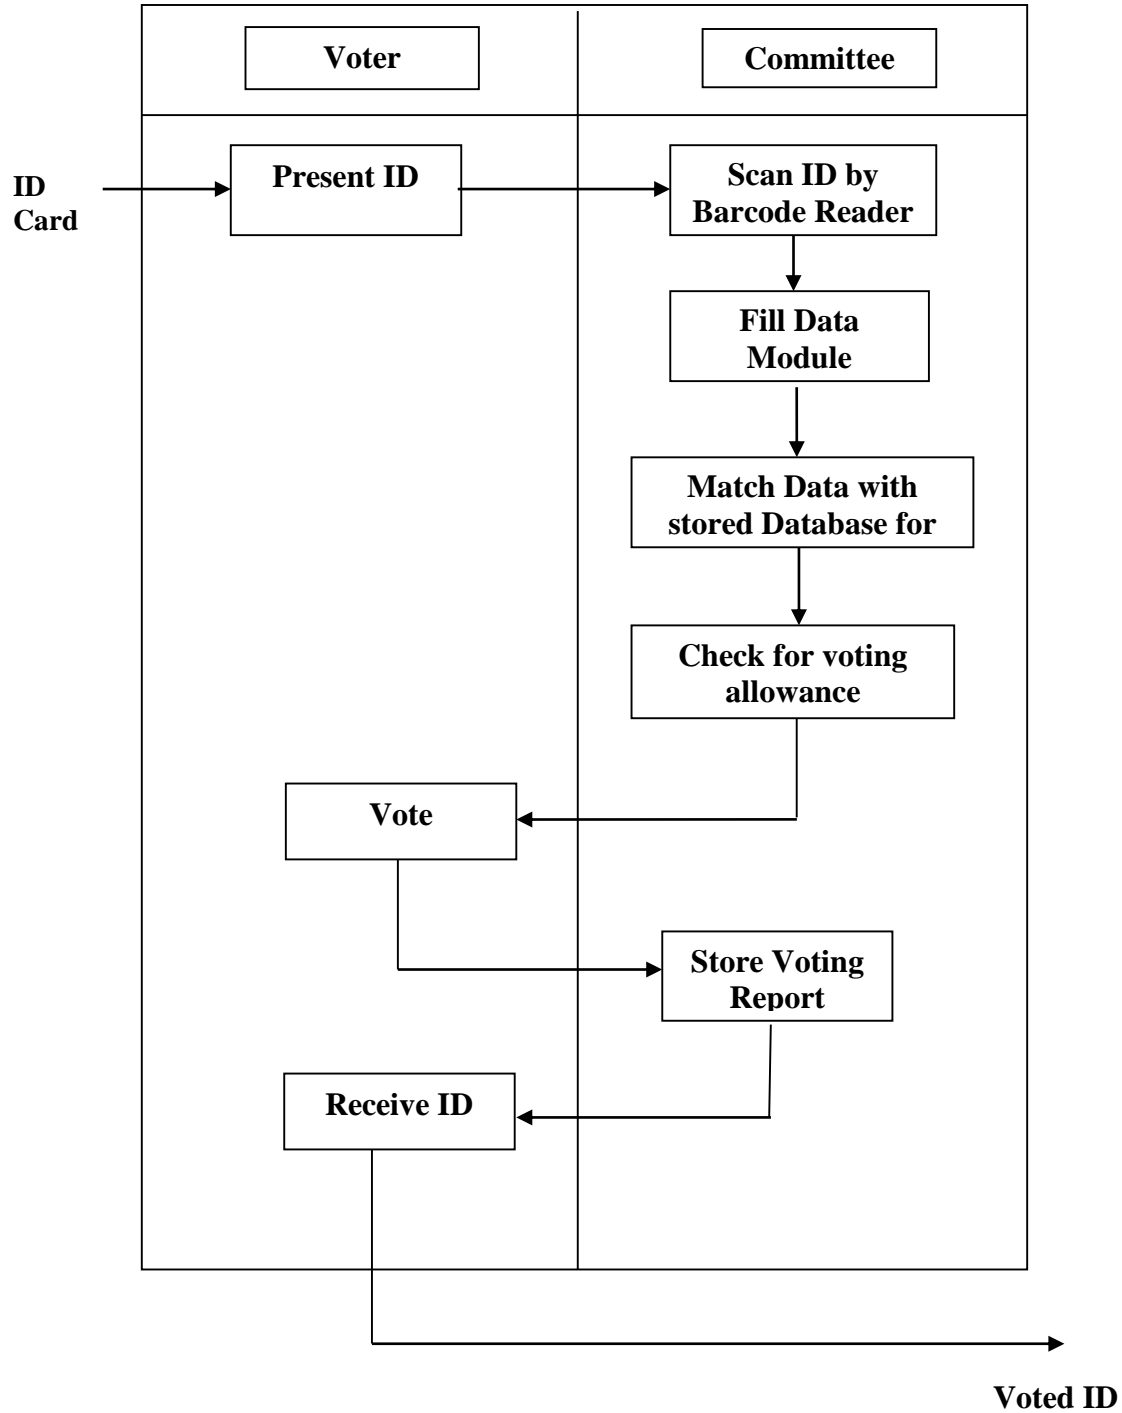 Voter
Committee
ID
Card
Present ID
Scan ID by
Barcode Reader
Fill Data
Module
Match Data with
stored Database for
Check for voting
allowance
Vote
Store Voting
Report
Receive ID
Voted ID